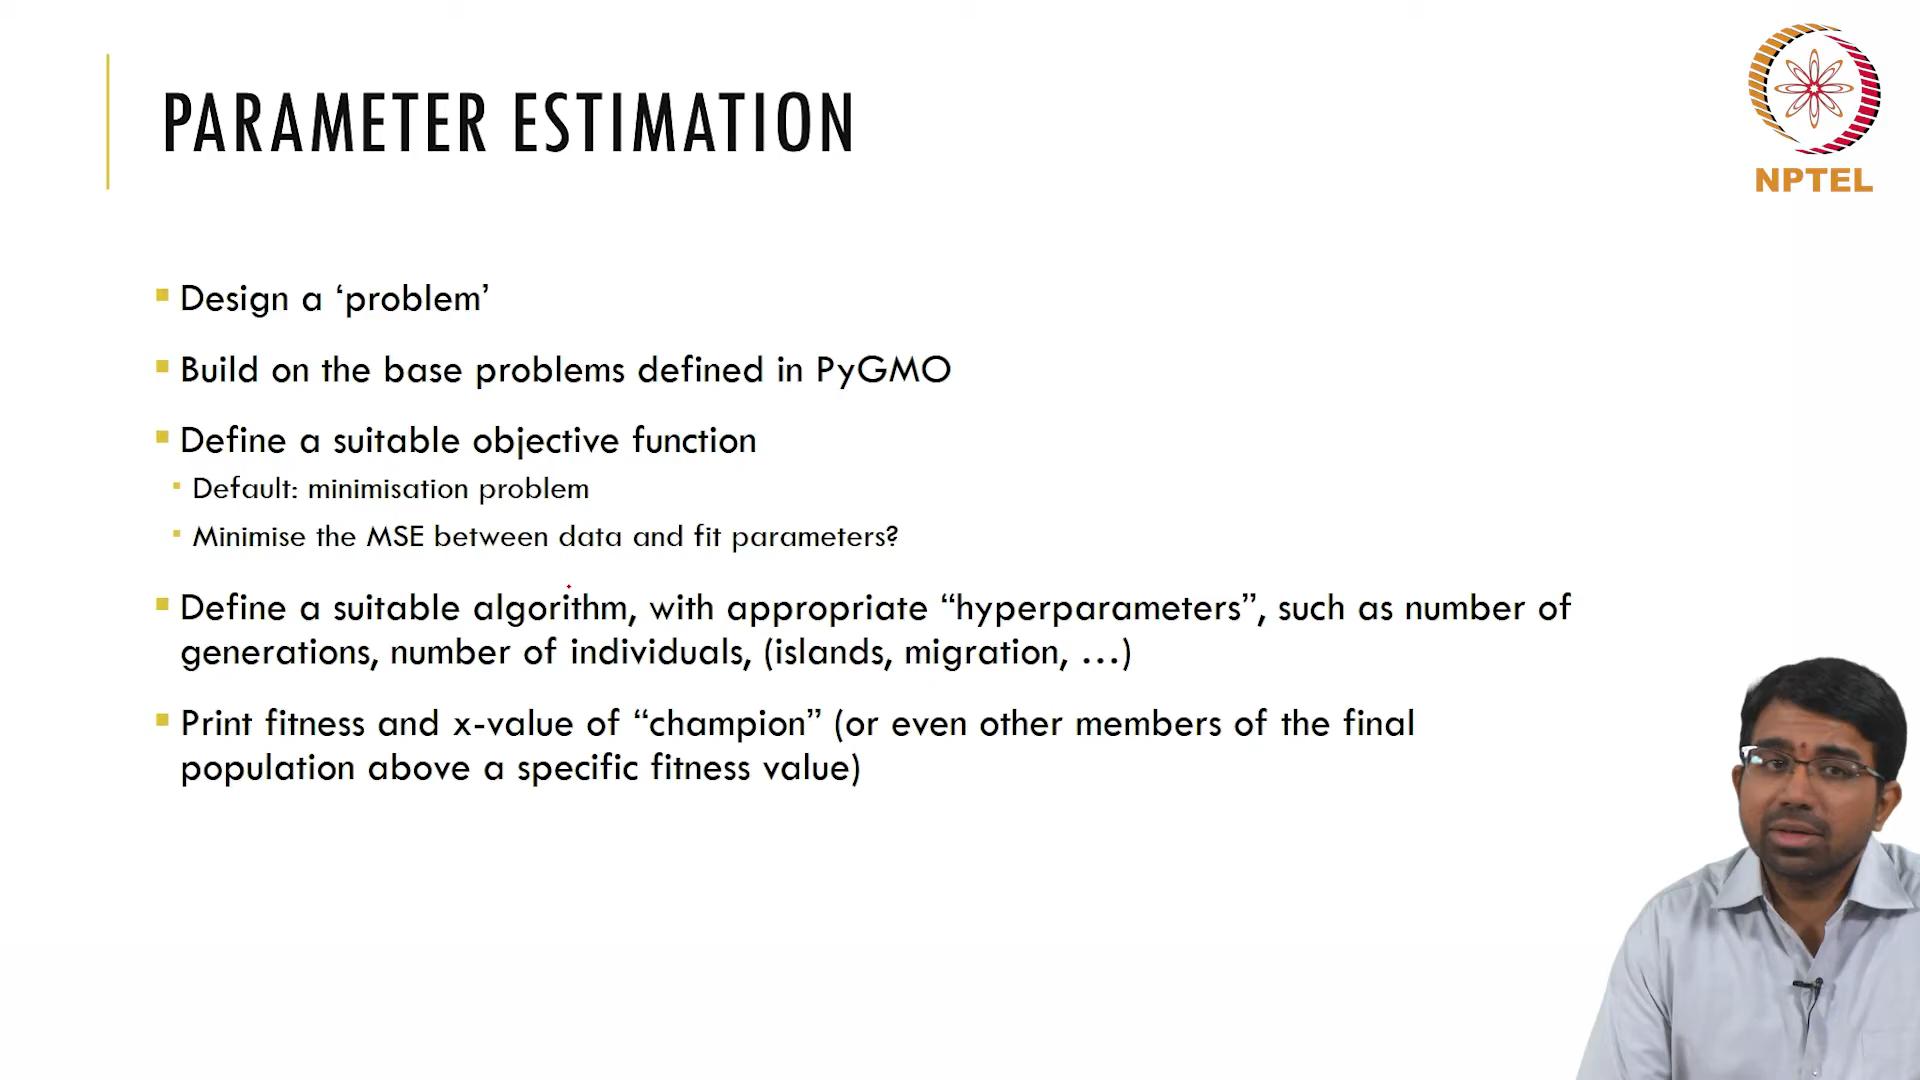 PARAMETER ESTIMATION
NPTEL
Design a ‘problem’
Build on the base problems defined in PyGMO
Define a suitable objective function
Default: minimisation problem
Minimise the MSE between data and fit parameters?
Define a suitable algorithm, with appropriate “hyperparameters”, such as number of
generations, number of individuals, (islands, migration, …)
Print fitness and x-value of “champion” (or even other members of the final
population above a specific fitness value)